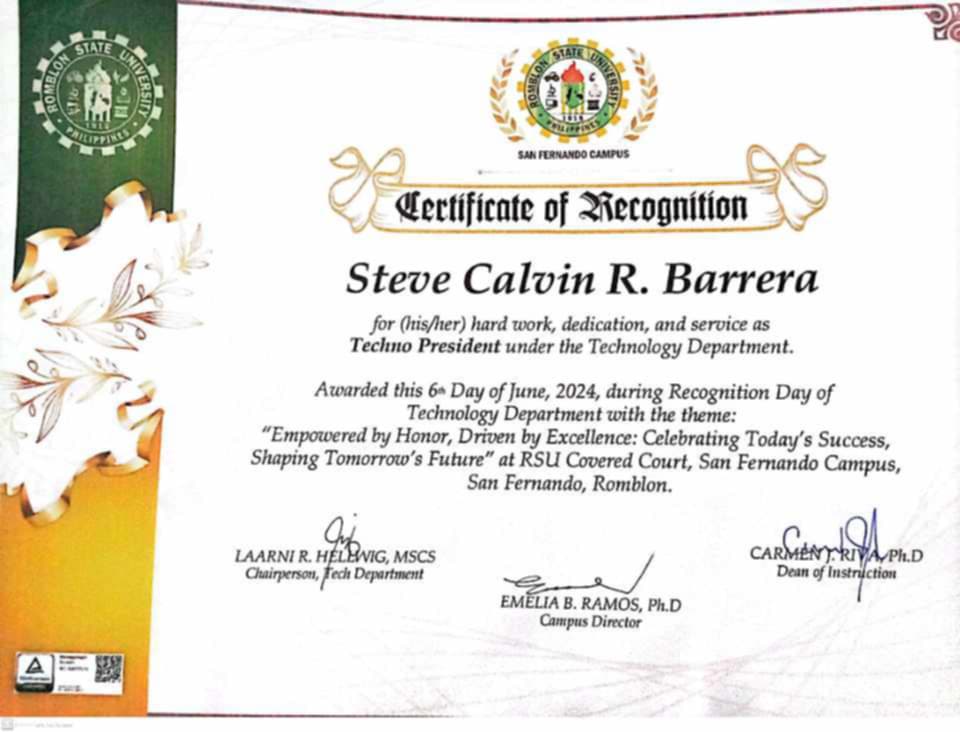 ROMBLON STATE UNIVERSITY
1914
PHILIPPINES
ROMBLON STATE UNIVERSITY
1914
PHILIPPINES
SAN FERNANDO CAMPUS
Certificate of Recognition
Steve Calvin R. Barrera
for (his/her) hard work, dedication, and service as
Techno President under the Technology Department.
Awarded this 6th Day of June, 2024, during Recognition Day of
Technology Department with the theme:
"Empowered by Honor, Driven by Excellence: Celebrating Today's Success,
Shaping Tomorrow's Future" at RSU Covered Court, San Fernando Campus,
San Fernando, Romblon.
LAARNI R. HELLWIG, MSCS
Chairperson, Tech Department
CARMEN J. RIVA, Ph.D
Dean of Instruction
EMELIA B. RAMOS, Ph.D
Campus Director